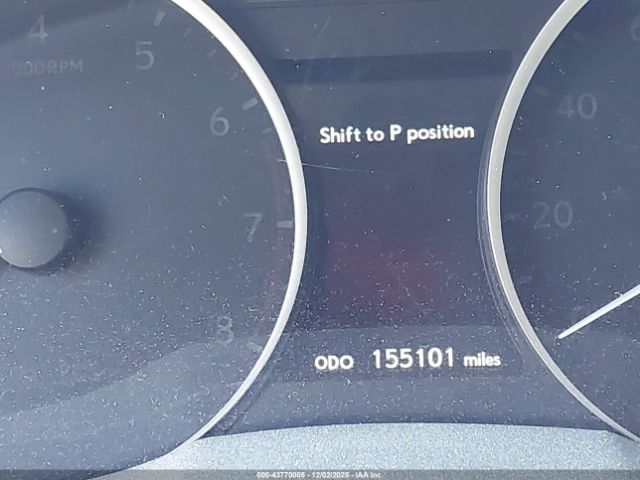 4
5
1000RPM
6
7
8
Shift to P position
40
20
ODO 155101 miles
000-43770005 - 12/02/2025 - IAA Inc.